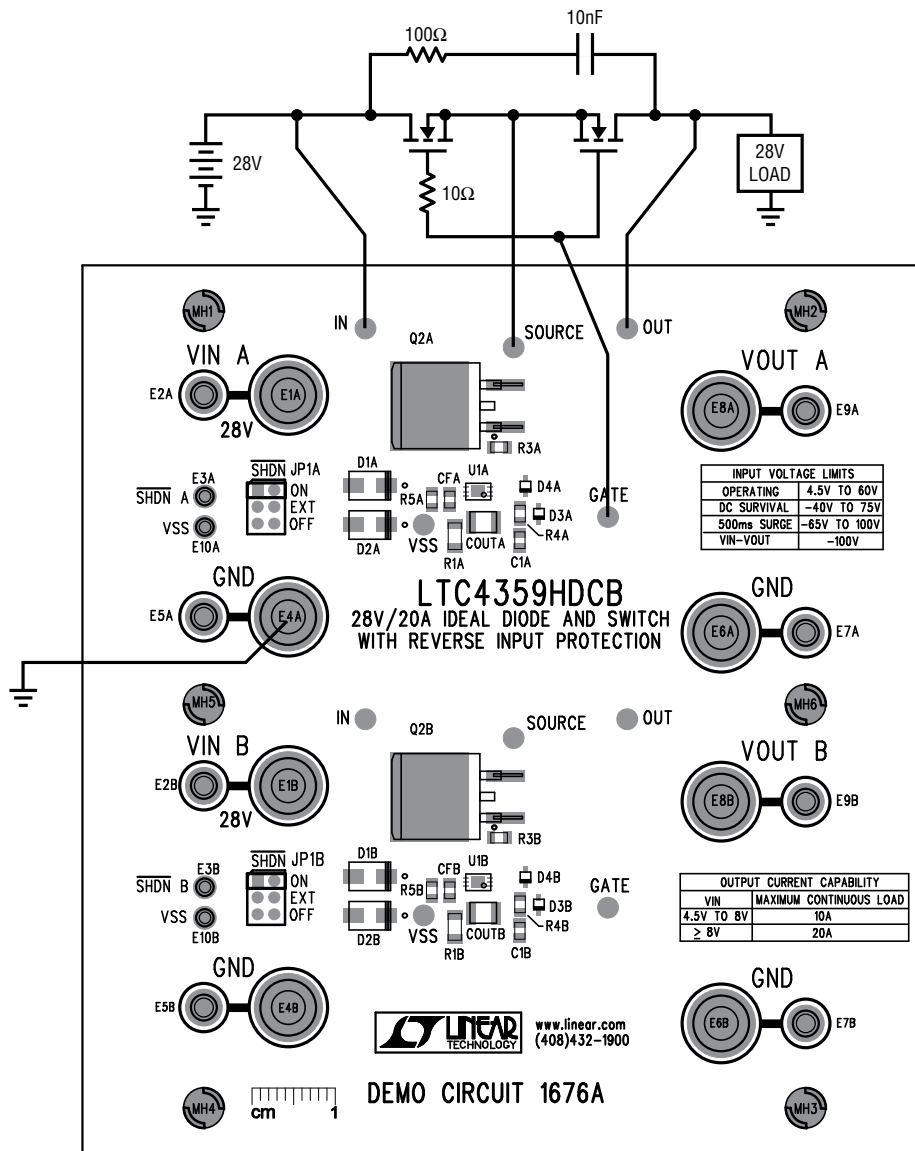 10nF
100Ω
28V
28V
LOAD
10Ω
MH1
MH2
IN
SOURCE
OUT
Q2A
VIN A
VOUT A
E2A
E1A
E8A
E9A
28V
R3A
INPUT VOLTAGE LIMITS
OPERATING 4.5V TO 60V
DC SURVIVAL -40V TO 75V
500ms SURGE -65V TO 100V
VIN-VOUT -100V
SHDN JP1A
D1A
U1A
E3A
ON
CFA
D4A
SHDN A
EXT
R5A
GATE
VSS
OFF
D3A
E10A
D2A
VSS
COUTA
R4A
R1A
C1A
GND
LTC4359HDCB
GND
28V/20A IDEAL DIODE AND SWITCH
WITH REVERSE INPUT PROTECTION
E5A
E4A
E6A
E7A
MH5
MH6
IN
SOURCE
OUT
Q2B
VIN B
VOUT B
E2B
E1B
E8B
E9B
28V
R3B
SHDN JP1B
D1B
U1B
E3B
ON
CFB
D4B
SHDN B
EXT
R5B
GATE
VSS
OFF
D3B
E10B
D2B
VSS
COUTB
R4B
R1B
C1B
OUTPUT CURRENT CAPABILITY
VIN MAXIMUM CONTINUOUS LOAD
4.5V TO 8V 10A
≥ 8V 20A
GND
GND
E5B
E4B
E6B
E7B
LT LINEAR
TECHNOLOGY
www.linear.com
(408)432-1900
MH4
cm 1
DEMO CIRCUIT 1676A
MH3